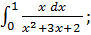 ∫₀¹ x dx / (x² + 3x + 2) ;